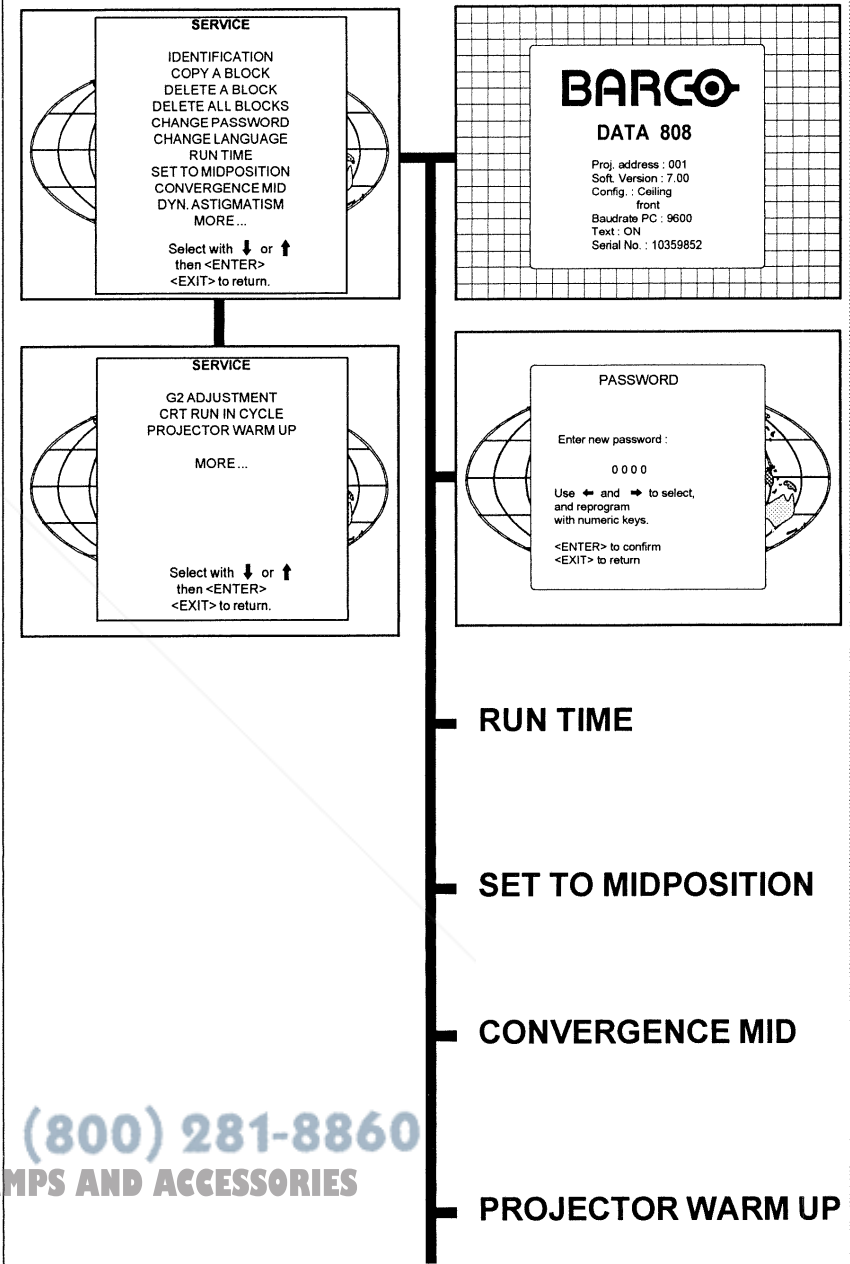 SERVICE
IDENTIFICATION
COPY A BLOCK
DELETE A BLOCK
DELETE ALL BLOCKS
CHANGE PASSWORD
CHANGE LANGUAGE
RUN TIME
SET TO MIDPOSITION
CONVERGENCE MID
DYN. ASTIGMATISM
MORE...
Select with ⬇ or ⬆
then <ENTER>
<EXIT> to return.
BARCO
DATA 808
Proj. address : 001
Soft. Version : 7.00
Config. : Ceiling
front
Baudrate PC : 9600
Text : ON
Serial No. : 10359852
SERVICE
G2 ADJUSTMENT
CRT RUN IN CYCLE
PROJECTOR WARM UP
MORE...
Select with ⬇ or ⬆
then <ENTER>
<EXIT> to return.
PASSWORD
Enter new password :
0 0 0 0
Use ⬅ and ➡ to select,
and reprogram
with numeric keys.
<ENTER> to confirm
<EXIT> to return
RUN TIME
SET TO MIDPOSITION
CONVERGENCE MID
PROJECTOR WARM UP
(800) 281-8860
MPS AND ACCESSORIES